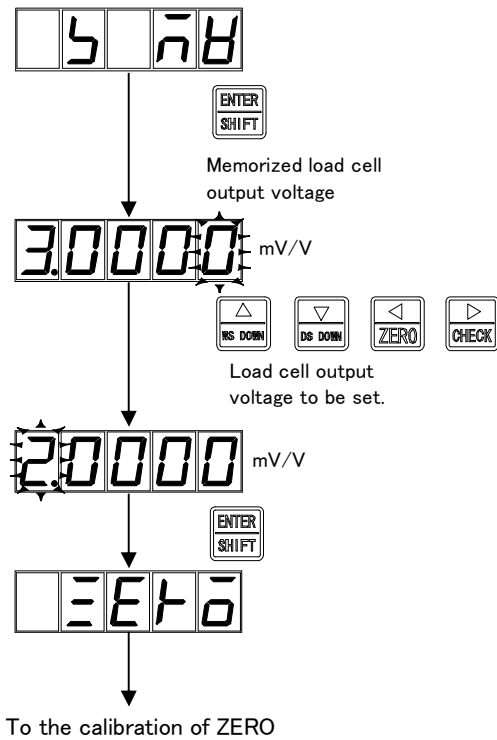 ENTER
SHIFT
Memorized load cell
output voltage
3.0000 mV/V
△ ▽ ◁ ▷
WS DOWN DS DOWN ZERO CHECK
Load cell output
voltage to be set.
2.0000 mV/V
ENTER
SHIFT
ZERO
To the calibration of ZERO